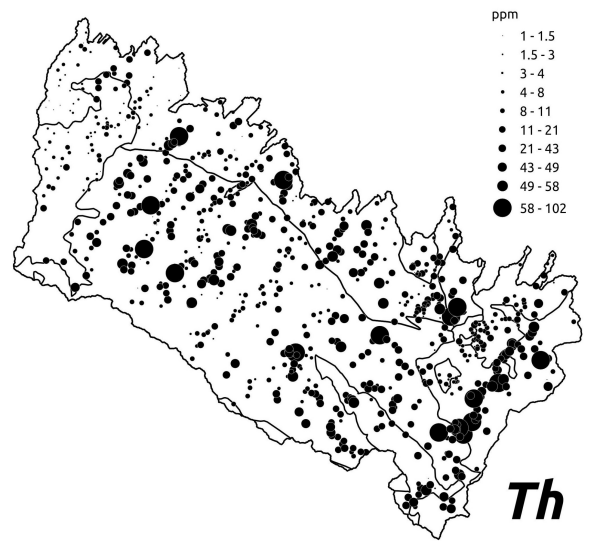 ppm
1 - 1.5
1.5 - 3
3 - 4
4 - 8
8 - 11
11 - 21
21 - 43
43 - 49
49 - 58
58 - 102
Th